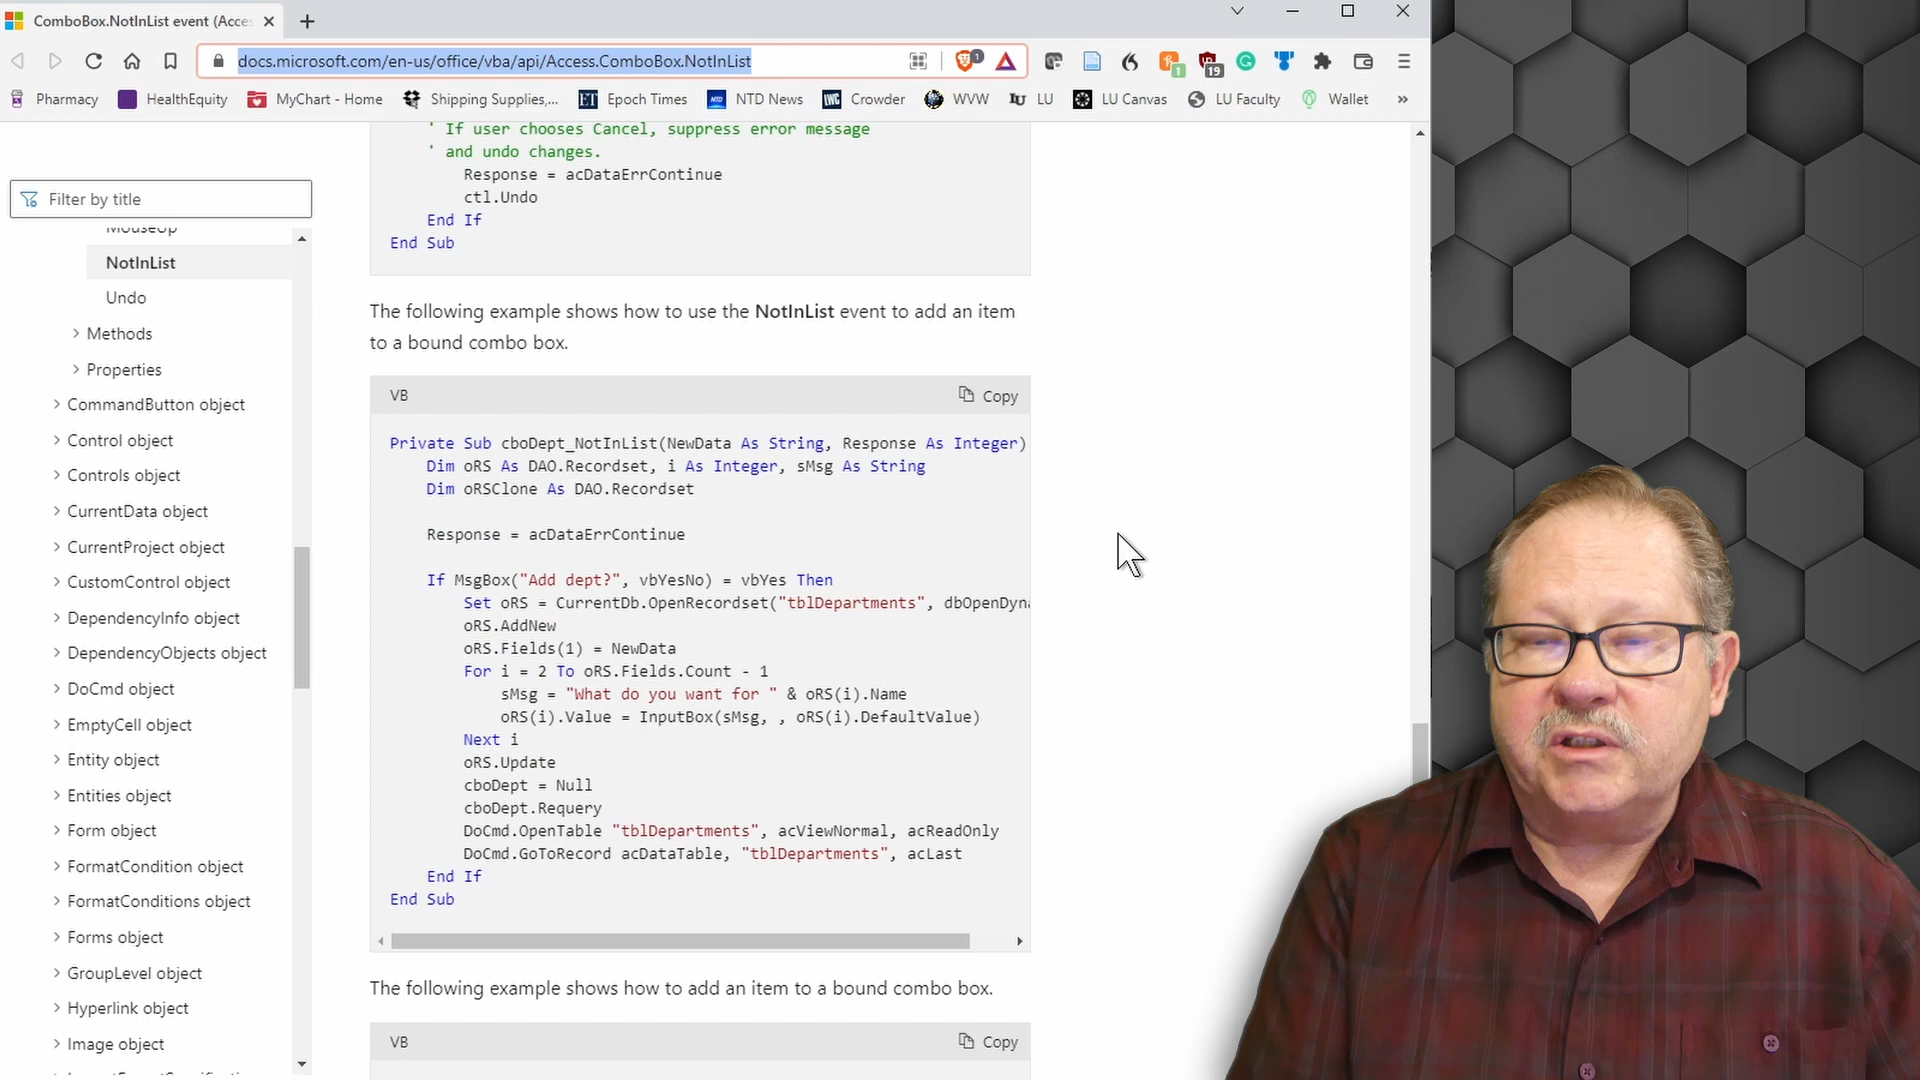 ComboBox.NotInList event (Acce
docs.microsoft.com/en-us/office/vba/api/Access.ComboBox.NotInList
1
1
19
Pharmacy
HealthEquity
MyChart - Home
Shipping Supplies,...
ET
Epoch Times
NTD
NTD News
LWC
Crowder
WVW
LU
LU
LU Canvas
LU Faculty
Wallet
»
Filter by title
MouseUp
NotInList
Undo
Methods
Properties
CommandButton object
Control object
Controls object
CurrentData object
CurrentProject object
CustomControl object
DependencyInfo object
DependencyObjects object
DoCmd object
EmptyCell object
Entity object
Entities object
Form object
FormatCondition object
FormatConditions object
Forms object
GroupLevel object
Hyperlink object
Image object
' If user chooses Cancel, suppress error message
' and undo changes.
Response = acDataErrContinue
ctl.Undo
End If
End Sub
The following example shows how to use the NotInList event to add an item
to a bound combo box.
VB
Copy
Private Sub cboDept_NotInList(NewData As String, Response As Integer)
Dim oRS As DAO.Recordset, i As Integer, sMsg As String
Dim oRSClone As DAO.Recordset
Response = acDataErrContinue
If MsgBox("Add dept?", vbYesNo) = vbYes Then
Set oRS = CurrentDb.OpenRecordset("tblDepartments", dbOpenDyna
oRS.AddNew
oRS.Fields(1) = NewData
For i = 2 To oRS.Fields.Count - 1
sMsg = "What do you want for " & oRS(i).Name
oRS(i).Value = InputBox(sMsg, , oRS(i).DefaultValue)
Next i
oRS.Update
cboDept = Null
cboDept.Requery
DoCmd.OpenTable "tblDepartments", acViewNormal, acReadOnly
DoCmd.GoToRecord acDataTable, "tblDepartments", acLast
End If
End Sub
The following example shows how to add an item to a bound combo box.
VB
Copy